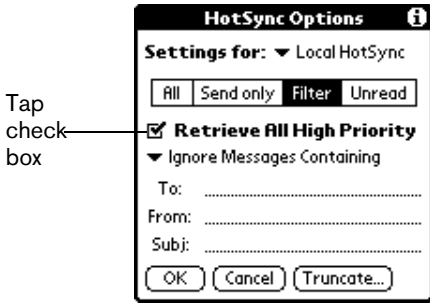 HotSync Options i
Settings for: Local HotSync
All Send only Filter Unread
Tap
check
box
Retrieve All High Priority
Ignore Messages Containing
To:
From:
Subj:
OK Cancel Truncate...